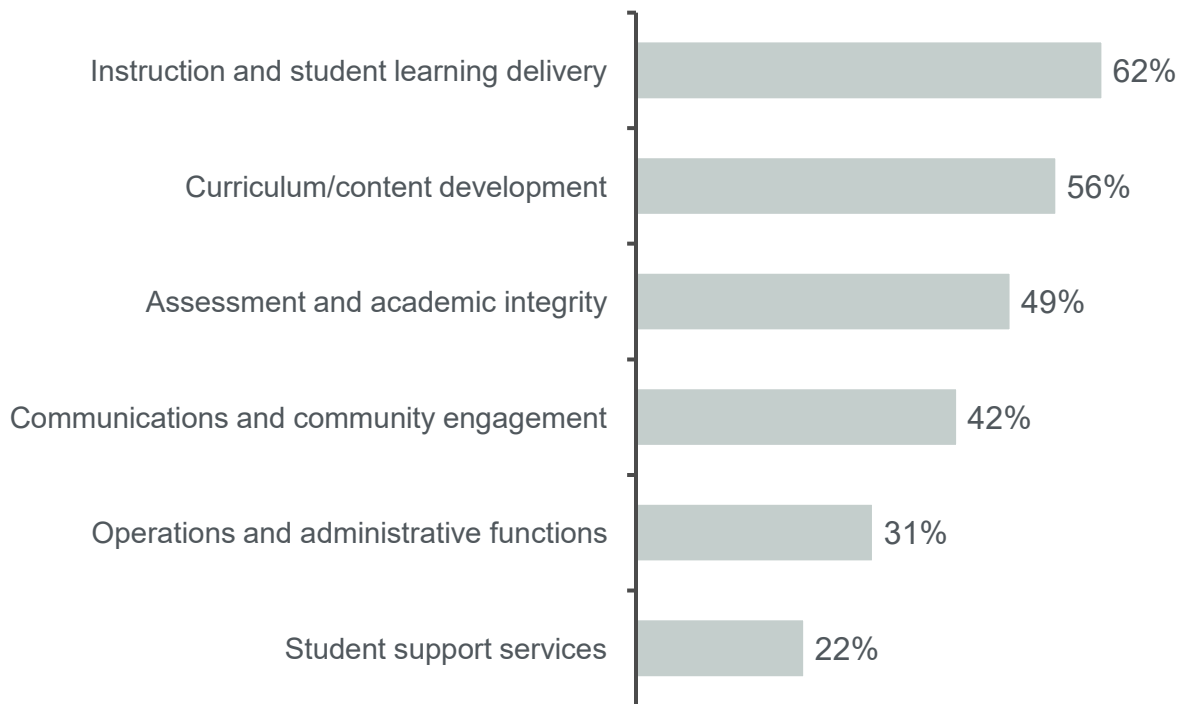 Instruction and student learning delivery 62%
Curriculum/content development 56%
Assessment and academic integrity 49%
Communications and community engagement 42%
Operations and administrative functions 31%
Student support services 22%